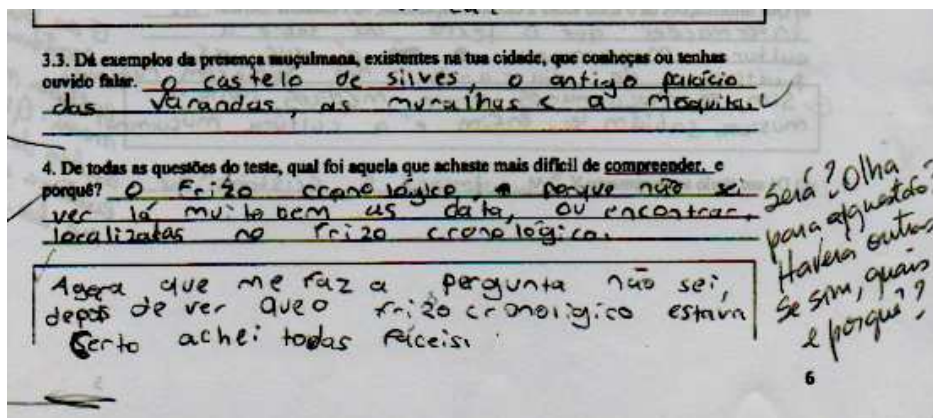 3.3. Dá exemplos da presença muçulmana, existentes na tua cidade, que conheças ou tenhas
ouvido falar. O castelo de silves, o antigo palácio
das varandas, as muralhas e a mesquita.
4. De todas as questões do teste, qual foi aquela que achaste mais difícil de compreender. e
porquê? O Frizo cronológico porque não sei
ver lá muito bem as data, ou encontrar,
localizadas no frizo cronologico.
Será? Olha
para a questão?
Haverá outras
Se sim, quais
e porquê?
Agora que me faz a pergunta não sei,
depois de ver que o frizo cronoligico estava
certo achei todas fáceis.
6